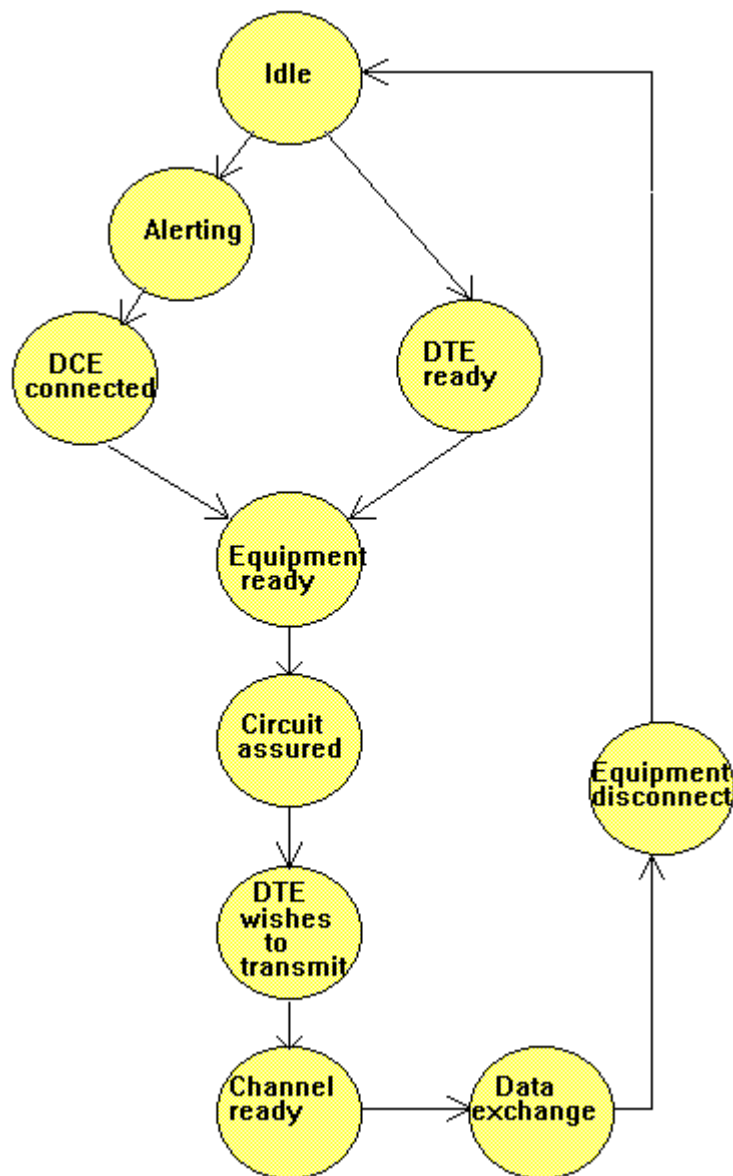 Idle
Alerting
DCE
connected
DTE
ready
Equipment
ready
Circuit
assured
Equipment
disconnect
DTE
wishes
to
transmit
Channel
ready
Data
exchange